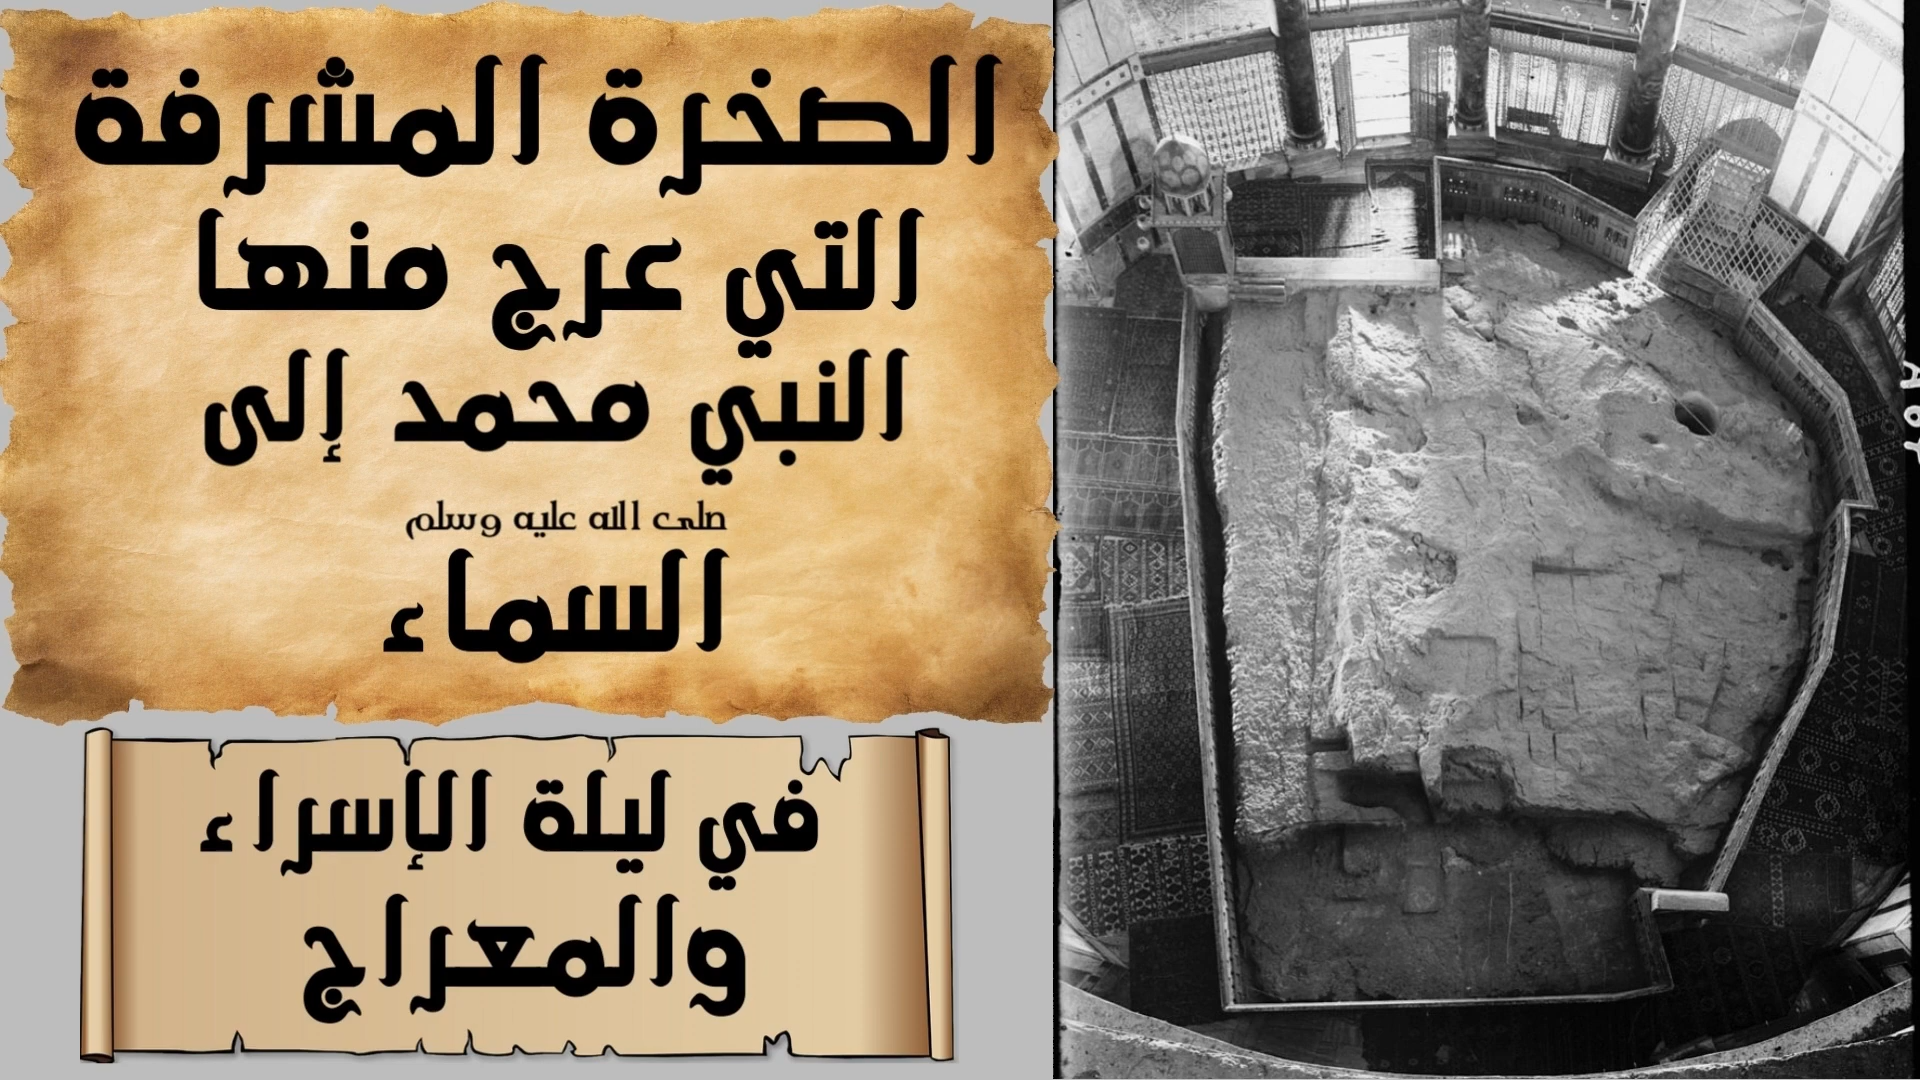 الصخرة المشرفة
التي عرج منها
النبي محمد إلى
صلى الله عليه وسلم
السماء
في ليلة الإسراء
والمعراج